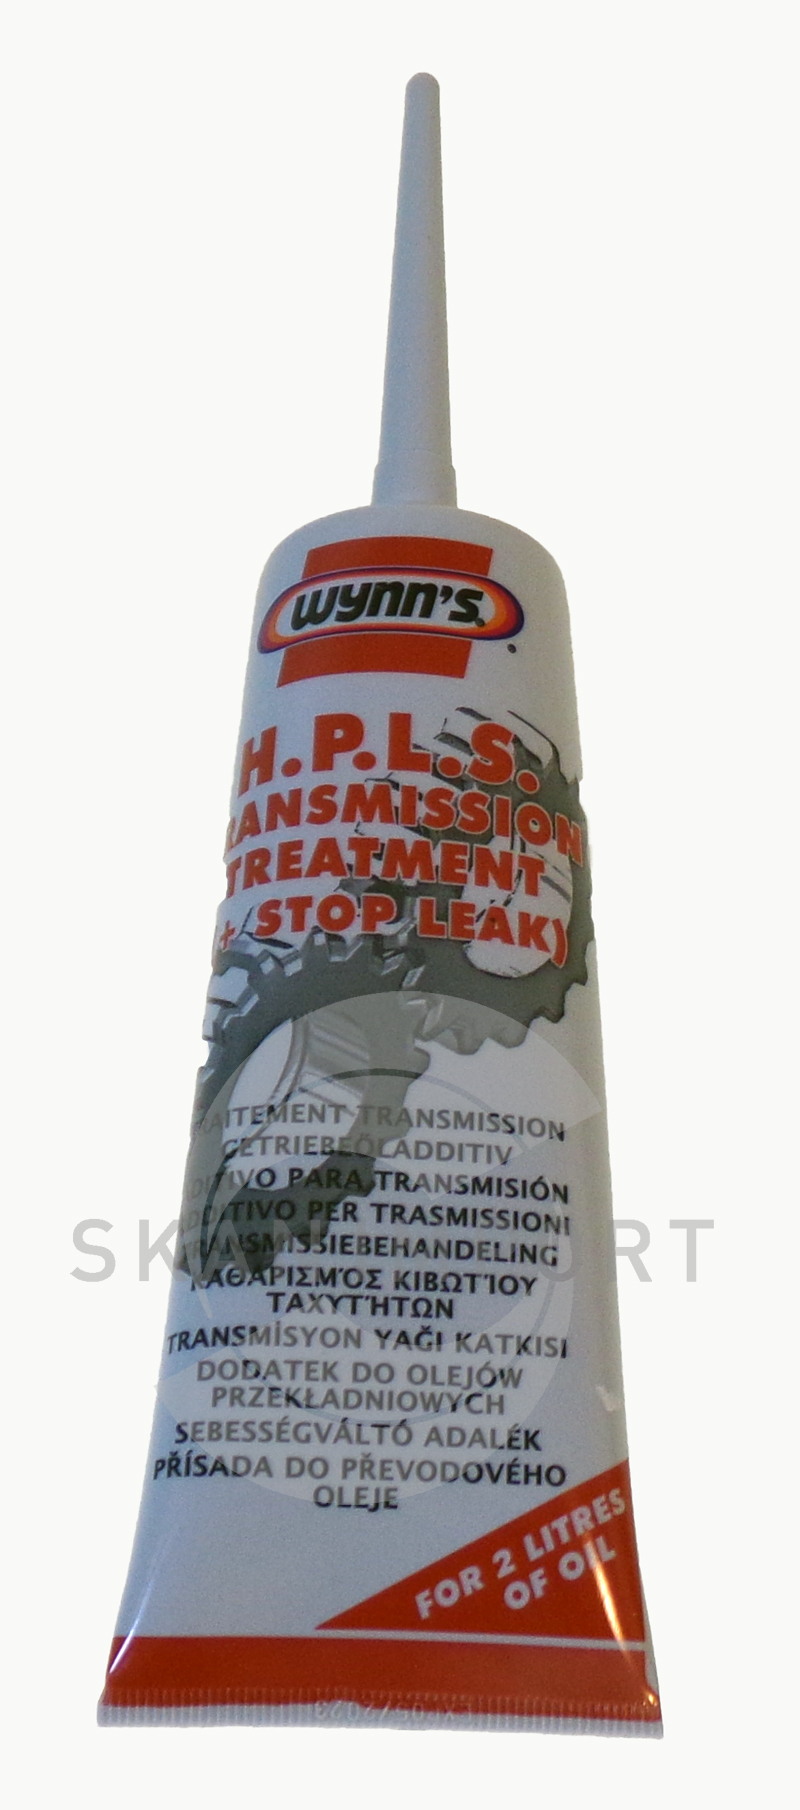 wynn's
H.P.L.S.
TRANSMISSION
TREATMENT
(+ STOP LEAK)
TRAITEMENT TRANSMISSION
GETRIEBEÖLADDITIV
ADITIVO PARA TRANSMISIÓN
ADDITIVO PER TRASMISSIONI
TRANSMISSIEBEHANDELING
ΚΑΘΑΡΙΣΜΌΣ ΚΙΒΩΤΊΟΥ
ΤΑΧΥΤΉΤΩΝ
TRANSMİSYON YAĞI KATKISI
DODATEK DO OLEJÓW
PRZEKŁADNIOWYCH
SEBESSÉGVÁLTÓ ADALÉK
PŘÍSADA DO PŘEVODOVÉHO
OLEJE
FOR 2 LITRES
OF OIL